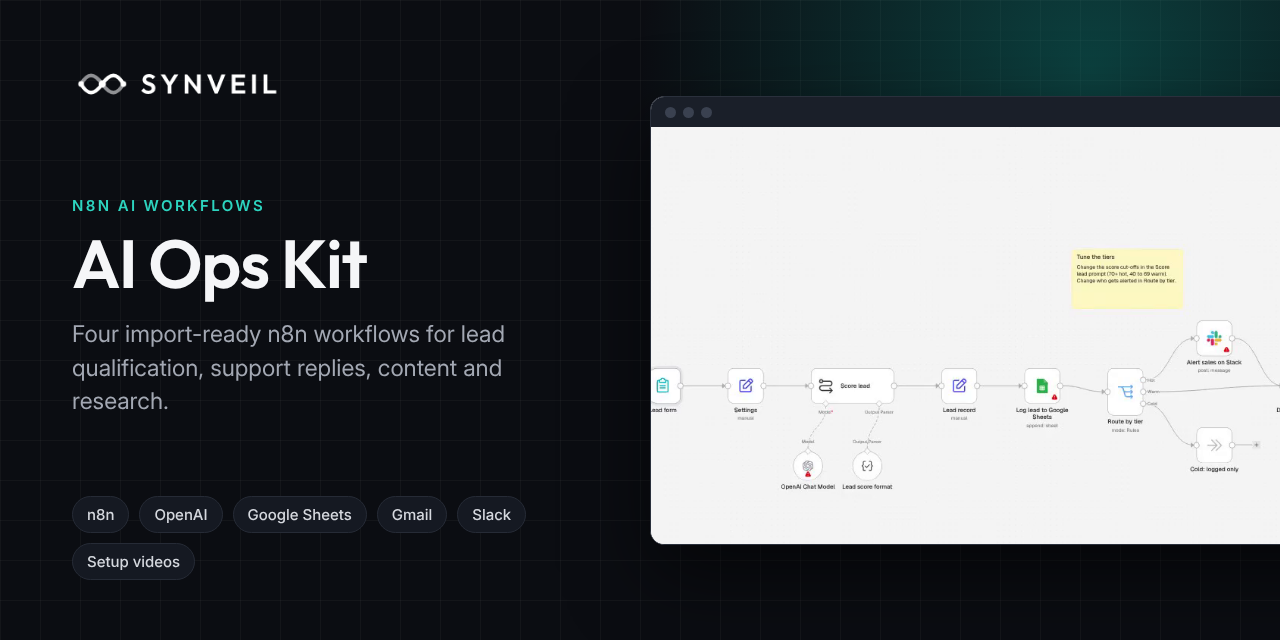 SYNVEIL
N8N AI WORKFLOWS
AI Ops Kit
Four import-ready n8n workflows for lead
qualification, support replies, content and
research.
n8n
OpenAI
Google Sheets
Gmail
Slack
Setup videos
Tune the tiers
Change the score cut-offs in the Score
lead prompt (70+ hot, 40 to 69 warm).
Change who gets alerted in Route by tier.
Alert sales on Slack
post: message
Score lead
Lead form
Settings
manual
Model*
Output Parser
Lead record
manual
Log lead to Google
Sheets
append: sheet
Hot
Warm
Cold
Route by tier
mode: Rules
Model
Output Parser
OpenAI Chat Model
Lead score format
Cold: logged only